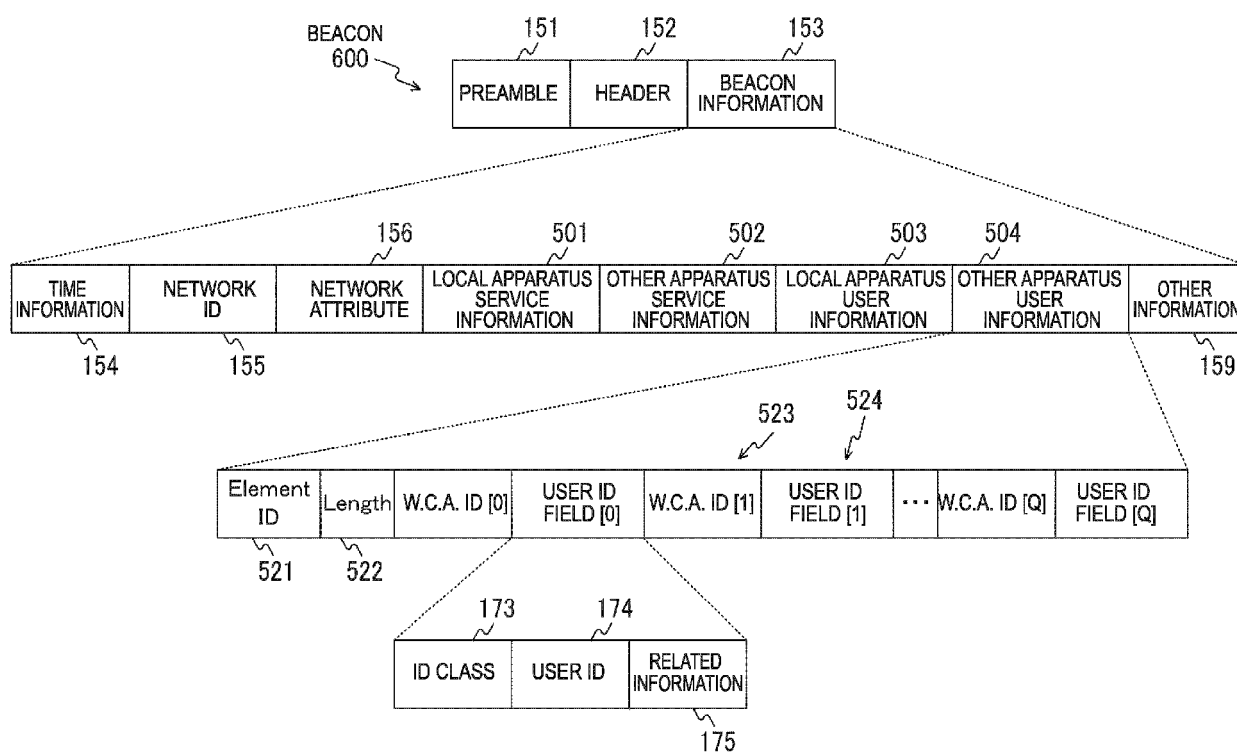 BEACON
600
151
152
153
PREAMBLE
HEADER
BEACON
INFORMATION
156
501
502
503
504
TIME
INFORMATION
NETWORK
ID
NETWORK
ATTRIBUTE
LOCAL APPARATUS
SERVICE
INFORMATION
OTHER APPARATUS
SERVICE
INFORMATION
LOCAL APPARATUS
USER
INFORMATION
OTHER APPARATUS
USER
INFORMATION
OTHER
INFORMATION
154
155
159
523
524
Element
ID
Length
W.C.A. ID [0]
USER ID
FIELD [0]
W.C.A. ID [1]
USER ID
FIELD [1]
...
W.C.A. ID [Q]
USER ID
FIELD [Q]
521
522
173
174
ID CLASS
USER ID
RELATED
INFORMATION
175